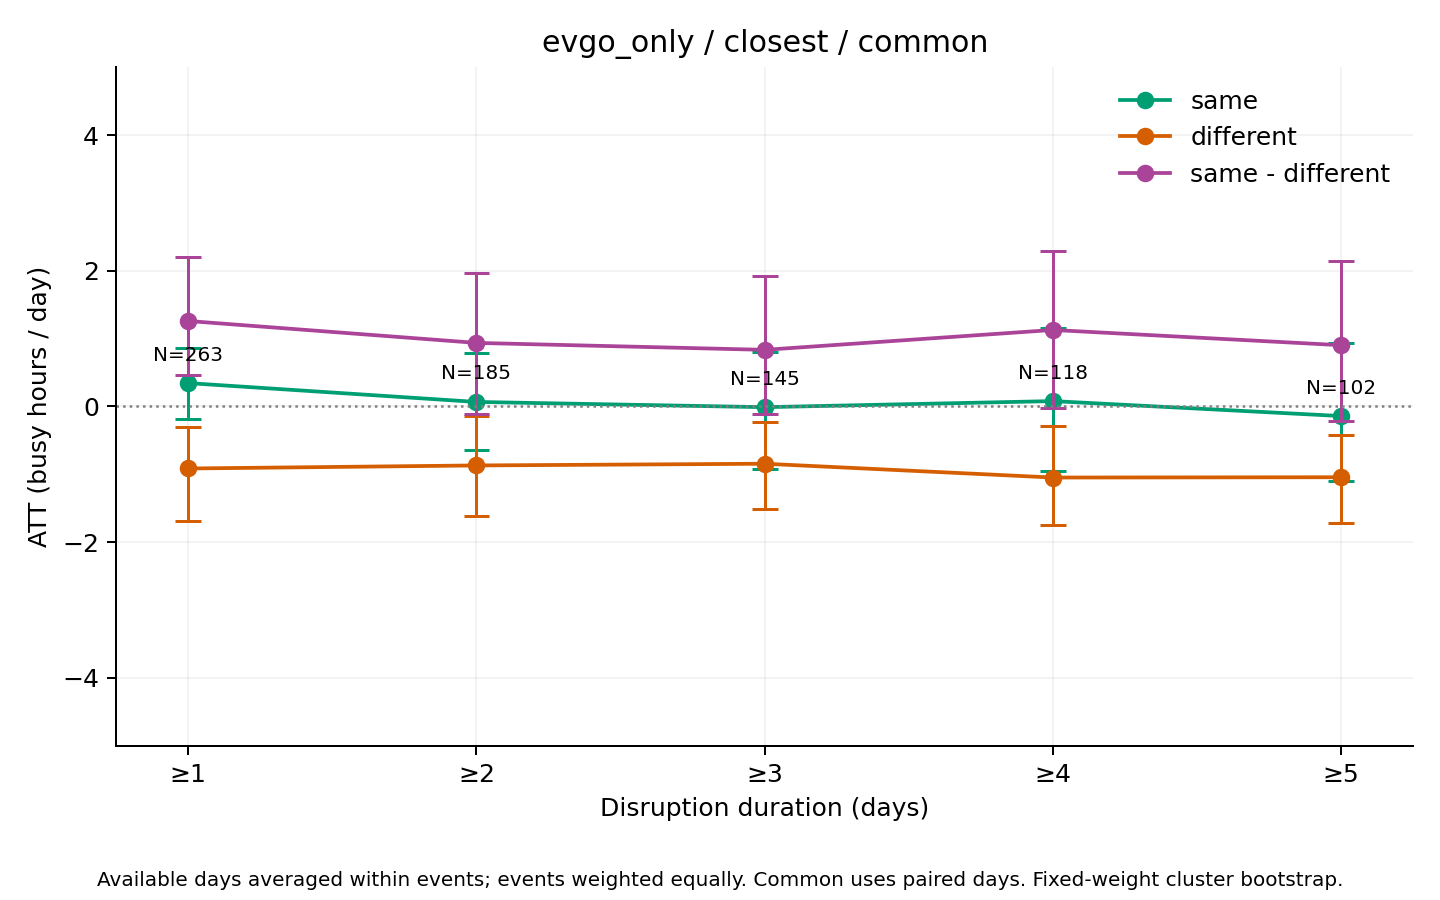 evgo_only / closest / common
same
different
same - different
4
2
0
−2
−4
ATT (busy hours / day)
N=263
N=185
N=145
N=118
N=102
≥1
≥2
≥3
≥4
≥5
Disruption duration (days)
Available days averaged within events; events weighted equally. Common uses paired days. Fixed-weight cluster bootstrap.